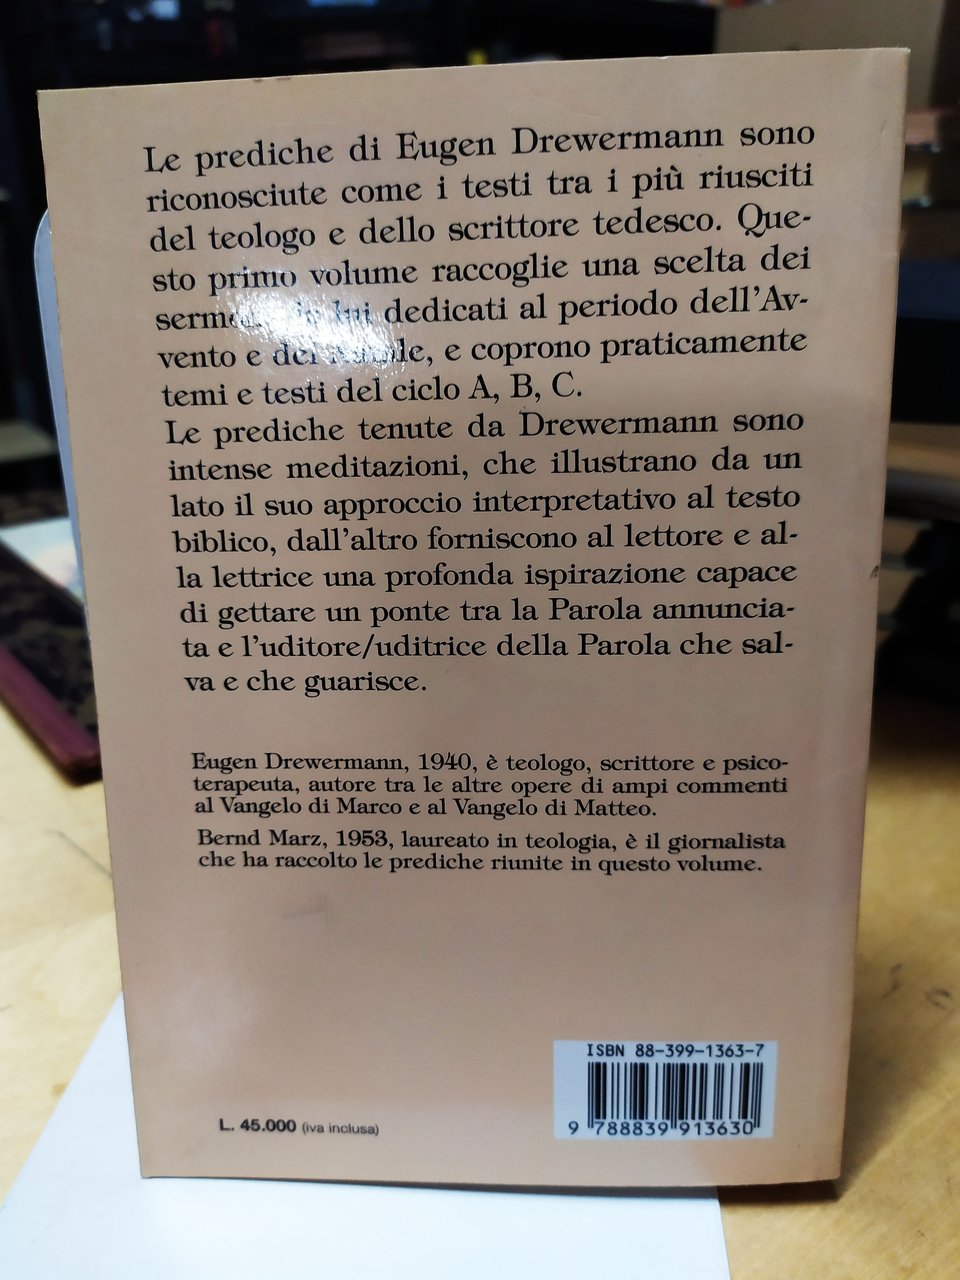 Le prediche di Eugen Drewermann sono
riconosciute come i testi tra i più riusciti
del teologo e dello scrittore tedesco. Que-
sto primo volume raccoglie una scelta dei
lui dedicati al periodo dell'Av-
vento e del Natale, e coprono praticamente
temi e testi del ciclo A, B, C.
Le prediche tenute da Drewermann sono
intense meditazioni, che illustrano da un
lato il suo approccio interpretativo al testo
biblico, dall'altro forniscono al lettore e al-
la lettrice una profonda ispirazione capace
di gettare un ponte tra la Parola annuncia-
ta e l'uditore/uditrice della Parola che sal-
va e che guarisce.
Eugen Drewermann, 1940, è teologo, scrittore e psico-
terapeuta, autore tra le altre opere di ampi commenti
al Vangelo di Marco e al Vangelo di Matteo.
Bernd Marz, 1953, laureato in teologia, è il giornalista
che ha raccolto le prediche riunite in questo volume.
ISBN 88-399-1363-7
9 788839 913630
L. 45.000 (iva inclusa)